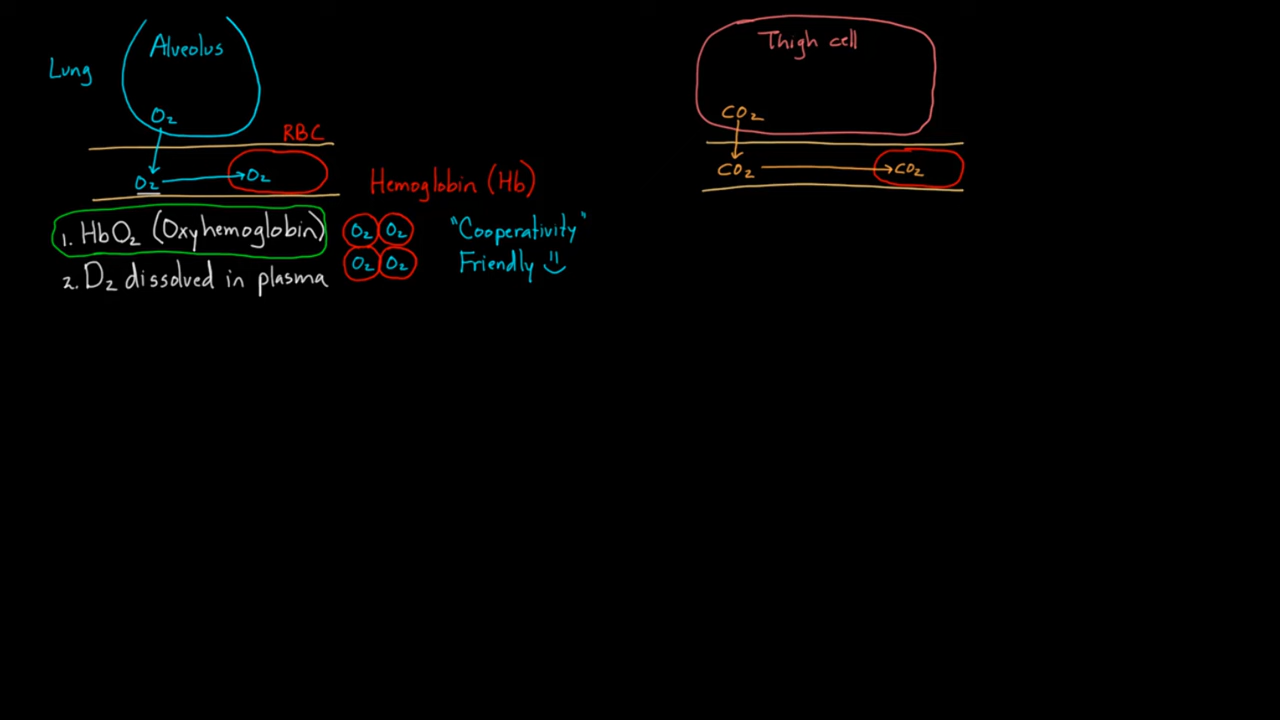 Alveolus
Lung
O₂
RBC
O₂ O₂
Hemoglobin (Hb)
1. HbO₂ (Oxyhemoglobin)
2. O₂ dissolved in plasma
O₂ O₂
O₂ O₂
"Cooperativity"
Friendly
Thigh cell
CO₂
CO₂ CO₂